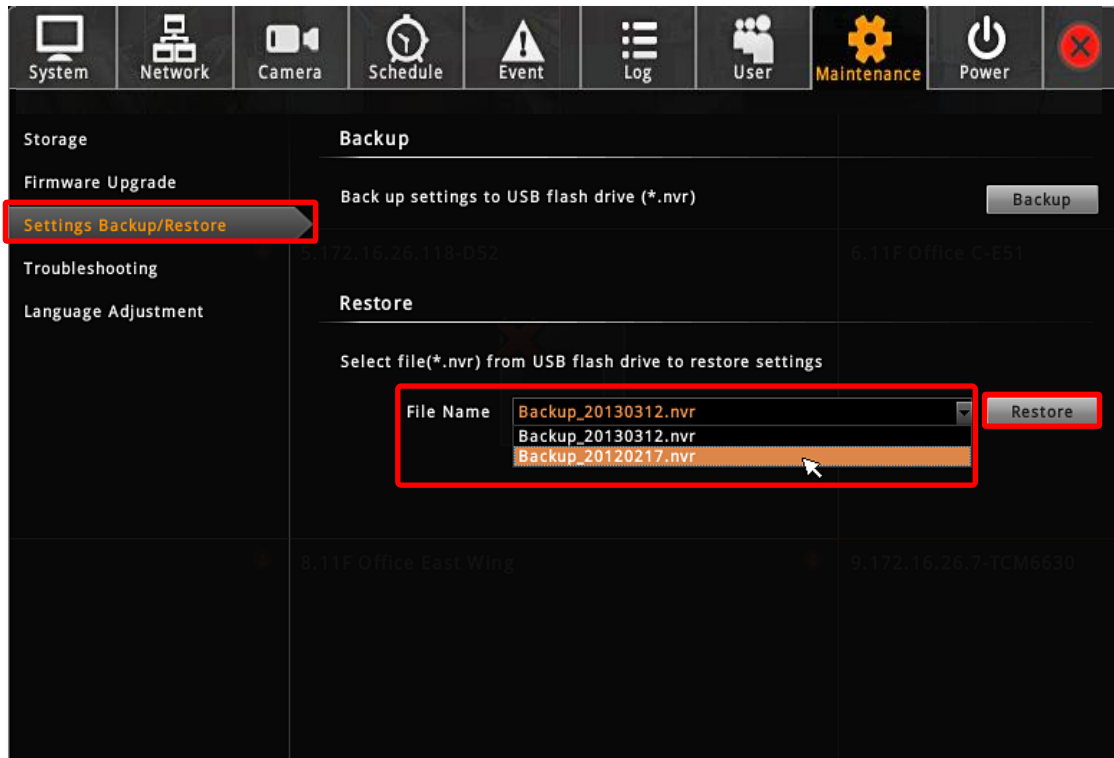 System Network Camera Schedule Event Log User Maintenance Power
Storage
Firmware Upgrade
Settings Backup/Restore
Troubleshooting
Language Adjustment
Backup
Back up settings to USB flash drive (*.nvr)
Backup
5.172.16.26.118-D52
6.11F Office C-E51
Restore
Select file(*.nvr) from USB flash drive to restore settings
File Name
Backup_20130312.nvr
Restore
Backup_20130312.nvr
Backup_20120217.nvr
8.11F Office East Wing
9.172.16.26.7-TCM6630